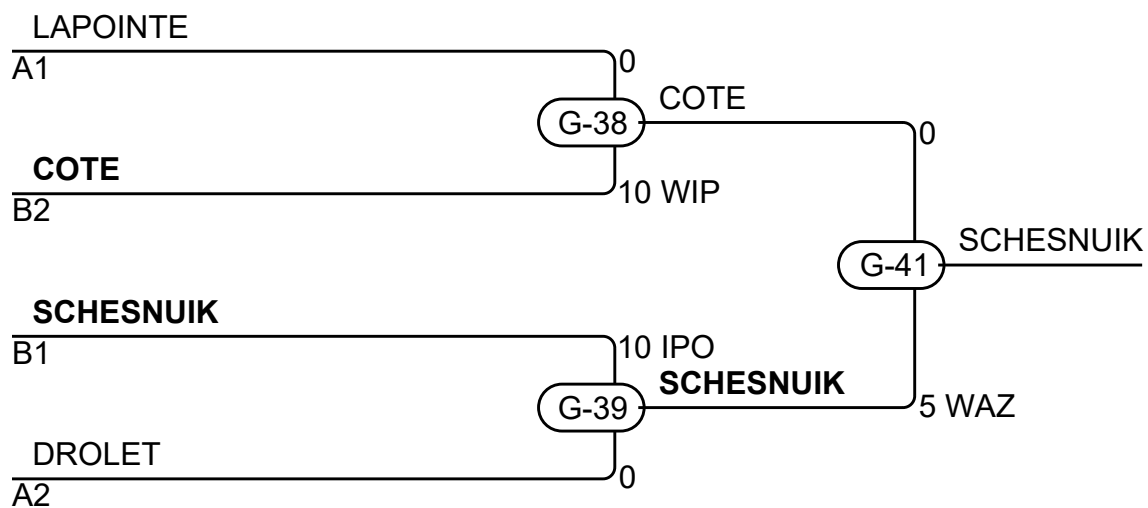 LAPOINTE
A1
0
G-38
COTE
0
COTE
B2
10 WIP
G-41
SCHESNUIK
SCHESNUIK
B1
10 IPO
SCHESNUIK
G-39
5 WAZ
DROLET
A2
0